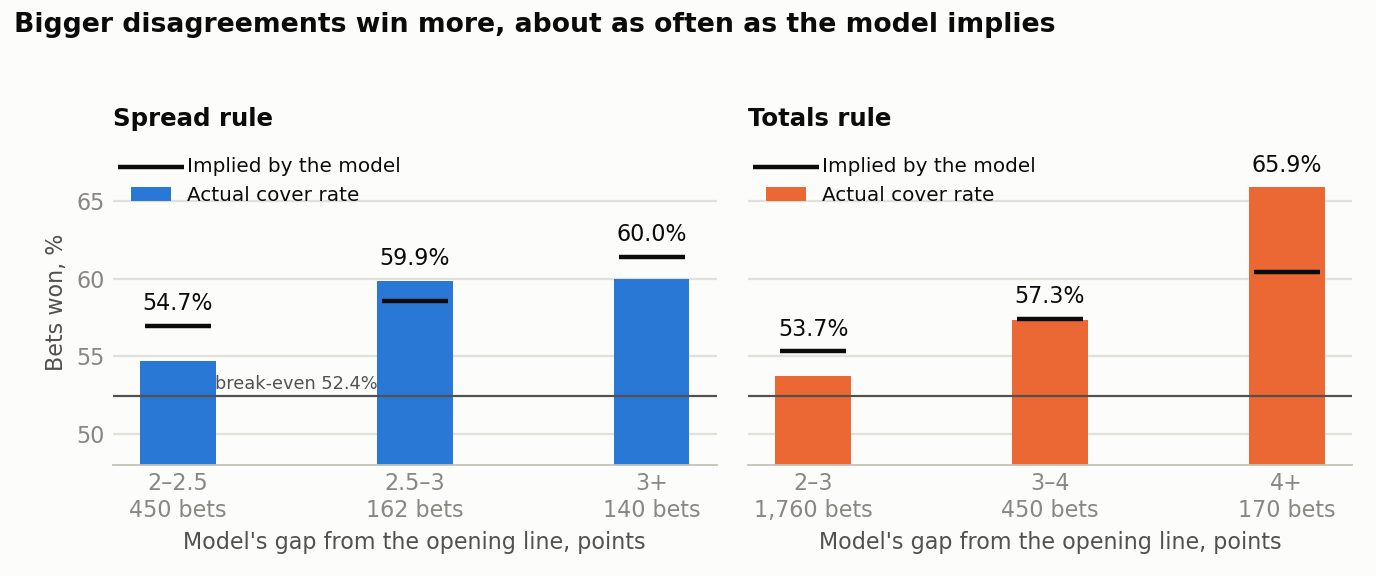 Bigger disagreements win more, about as often as the model implies
Spread rule
Implied by the model
Actual cover rate
Bets won, %
65
60
55
50
54.7%
59.9%
60.0%
break-even 52.4%
2–2.5
450 bets
2.5–3
162 bets
3+
140 bets
Model's gap from the opening line, points
Totals rule
Implied by the model
Actual cover rate
53.7%
57.3%
65.9%
2–3
1,760 bets
3–4
450 bets
4+
170 bets
Model's gap from the opening line, points